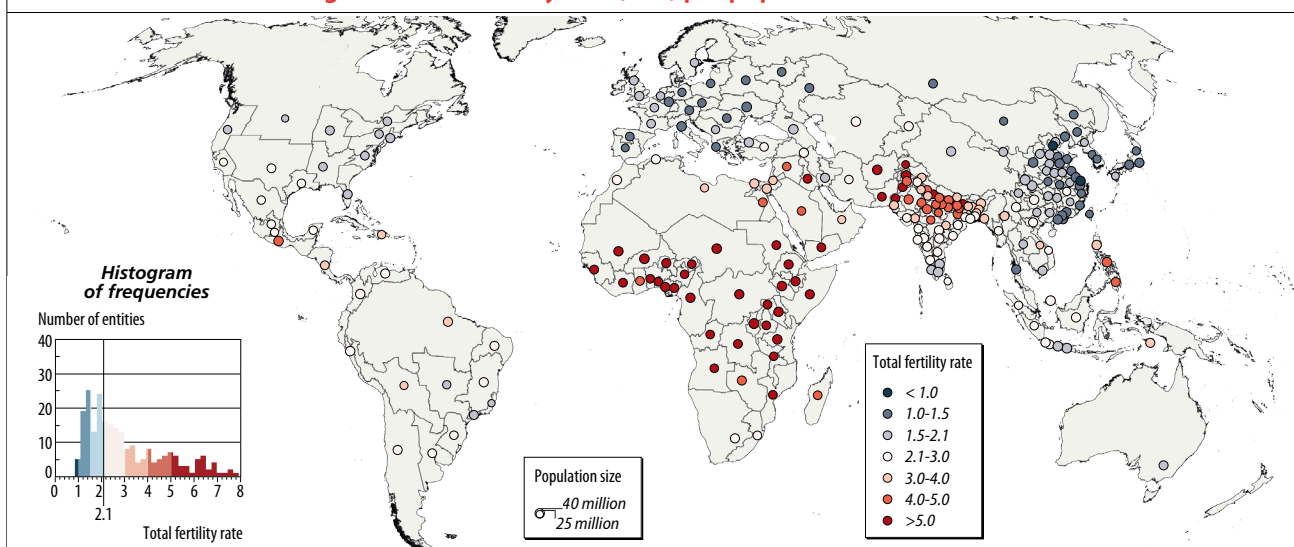 Histogram
of frequencies
Number of entities
40
30
20
10
0
0 1 2 3 4 5 6 7 8
2.1
Total fertility rate
Population size
40 million
25 million
Total fertility rate
< 1.0
1.0-1.5
1.5-2.1
2.1-3.0
3.0-4.0
4.0-5.0
>5.0